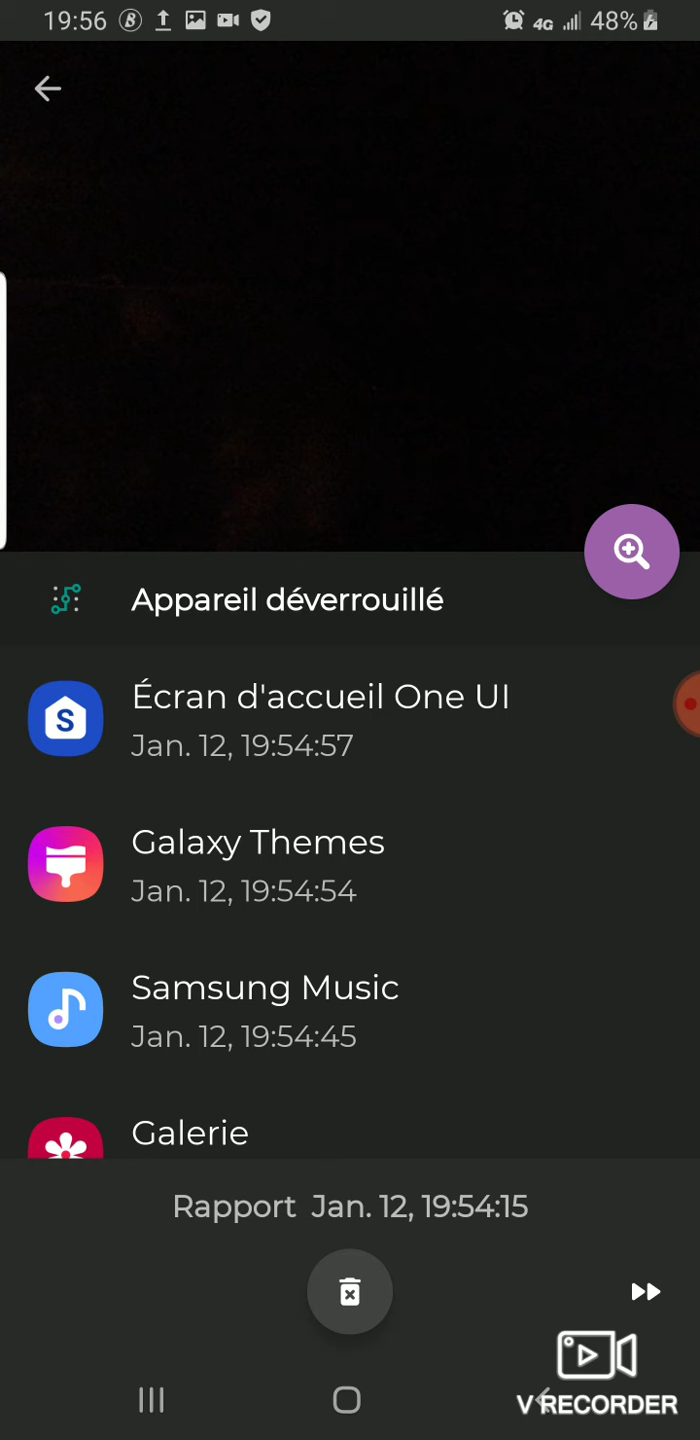 19:56
4G 48%
Appareil déverrouillé
Écran d'accueil One UI
Jan. 12, 19:54:57
Galaxy Themes
Jan. 12, 19:54:54
Samsung Music
Jan. 12, 19:54:45
Galerie
Rapport Jan. 12, 19:54:15
V RECORDER